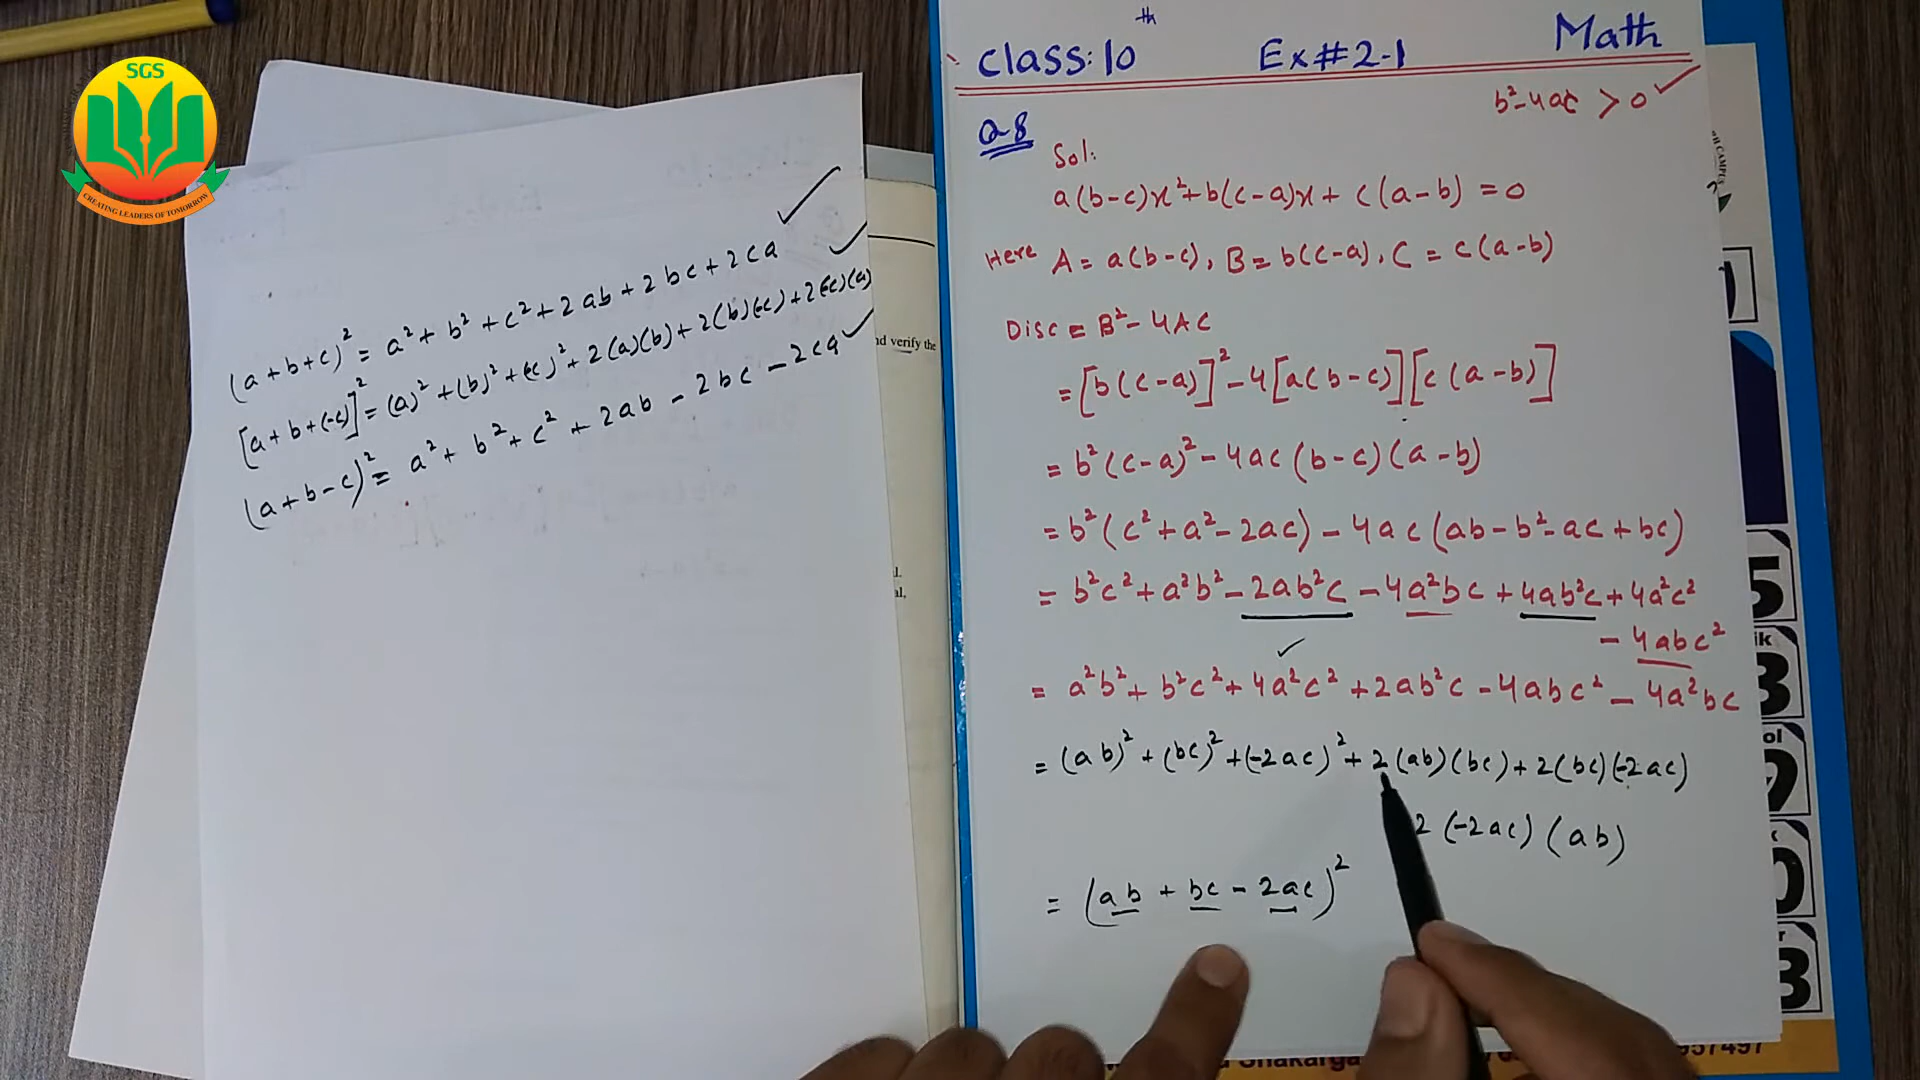 SGS
CREATING LEADERS OF TOMORROW
(a+b+c)² = a² + b² + c² + 2ab + 2bc + 2ca
[a+b+(-c)]² = (a)² + (b)² + (-c)² + 2(a)(b) + 2(b)(-c) + 2(-c)(a)
(a+b-c)² = a² + b² + c² + 2ab - 2bc - 2ca
nd verify the
Class: 10th Ex#2-1 Math
b²-4ac > 0
Q-8
Sol:
a(b-c)x²+b(c-a)x+ c(a-b) = 0
Here A = a(b-c), B = b(c-a), C = c(a-b)
Disc = B² - 4AC
= [b(c-a)]² - 4[a(b-c)][c(a-b)]
= b²(c-a)² - 4ac(b-c)(a-b)
= b²(c²+a²-2ac) - 4ac(ab-b²-ac+bc)
= b²c²+a²b²-2ab²c-4a²bc+4ab²c+4a²c²
- 4abc²
= a²b²+b²c²+4a²c²+2ab²c-4abc²-4a²bc
= (ab)²+(bc)²+(-2ac)²+2(ab)(bc)+2(bc)(-2ac)
2(-2ac)(ab)
= (ab+bc-2ac)²